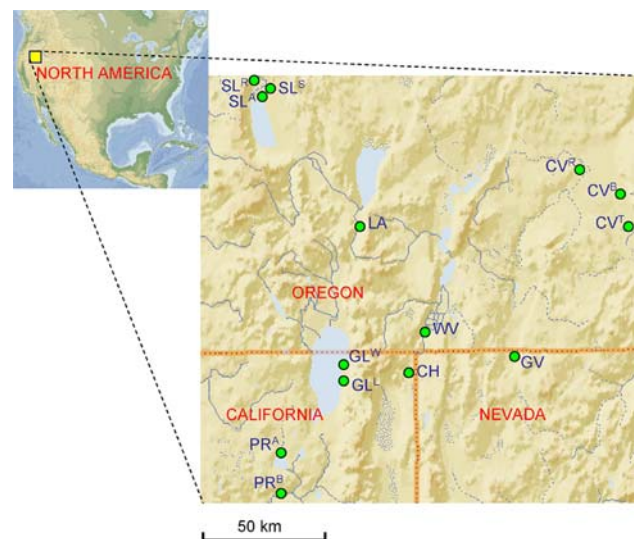 NORTH AMERICA
SL^R
SL^S
SL^A
CV^R
CV^B
CV^T
LA
OREGON
WV
GL^W
GV
CH
GL^L
CALIFORNIA
NEVADA
PR^A
PR^B
50 km